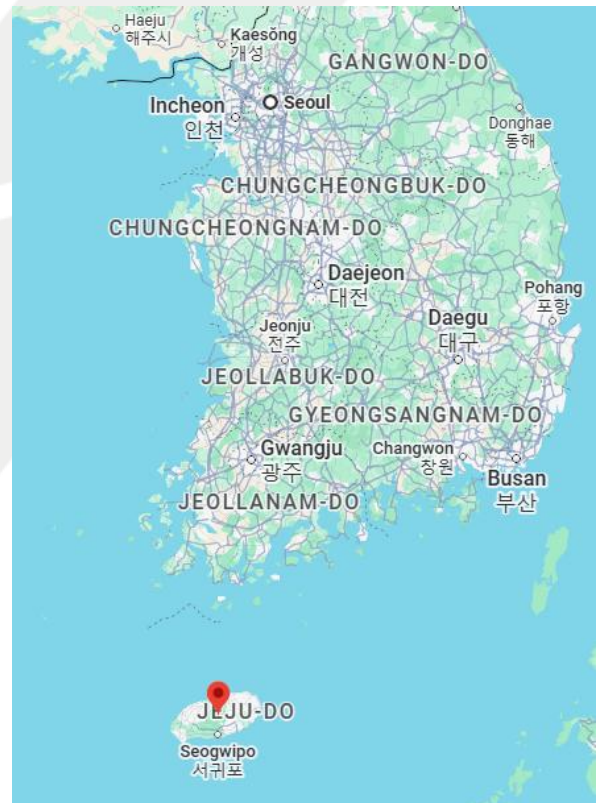 Haeju
해주시
Kaesŏng
개성
GANGWON-DO
Incheon
인천
Seoul
Donghae
동해
CHUNGCHEONGBUK-DO
CHUNGCHEONGNAM-DO
Daejeon
대전
Pohang
포항
Daegu
대구
Jeonju
전주
JEOLLABUK-DO
GYEONGSANGNAM-DO
Gwangju
광주
Changwon
창원
Busan
부산
JEOLLANAM-DO
JEJU-DO
Seogwipo
서귀포